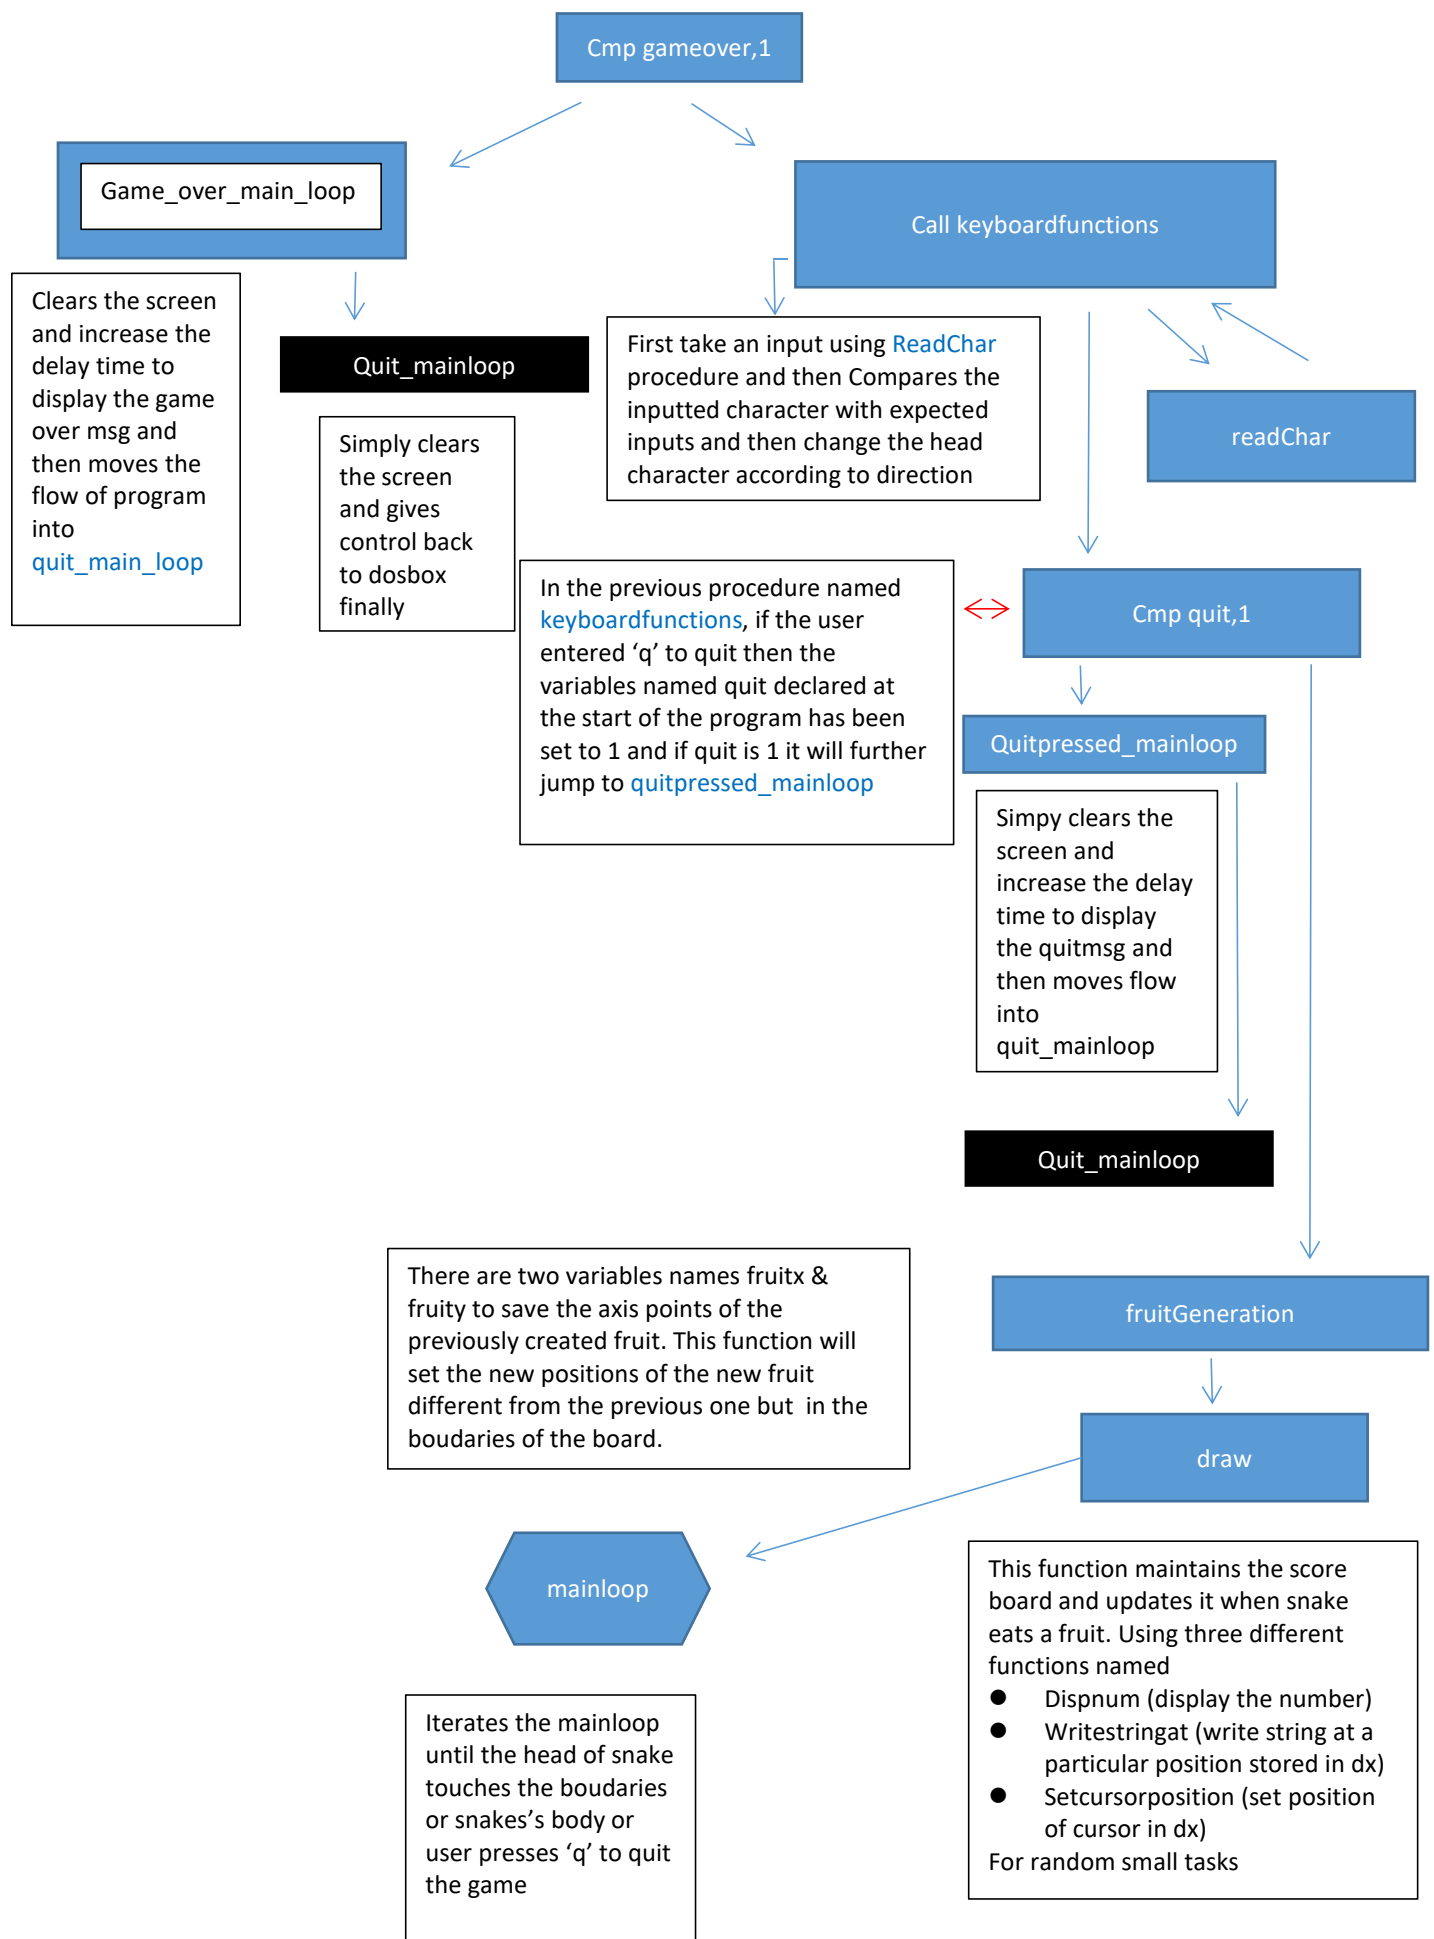 Cmp gameover,1
Game_over_main_loop
Call keyboardfunctions
Clears the screen
and increase the
delay time to
display the game
over msg and
then moves the
flow of program
into
quit_main_loop
Quit_mainloop
Simply clears
the screen
and gives
control back
to dosbox
finally
First take an input using ReadChar
procedure and then Compares the
inputted character with expected
inputs and then change the head
character according to direction
readChar
In the previous procedure named
keyboardfunctions, if the user
entered ‘q’ to quit then the
variables named quit declared at
the start of the program has been
set to 1 and if quit is 1 it will further
jump to quitpressed_mainloop
Cmp quit,1
Quitpressed_mainloop
Simpy clears the
screen and
increase the delay
time to display
the quitmsg and
then moves flow
into
quit_mainloop
Quit_mainloop
There are two variables names fruitx &
fruity to save the axis points of the
previously created fruit. This function will
set the new positions of the new fruit
different from the previous one but  in the
boudaries of the board.
fruitGeneration
draw
mainloop
This function maintains the score
board and updates it when snake
eats a fruit. Using three different
functions named
● Dispnum (display the number)
● Writestringat (write string at a
particular position stored in dx)
● Setcursorposition (set position
of cursor in dx)
For random small tasks
Iterates the mainloop
until the head of snake
touches the boudaries
or snakes’s body or
user presses ‘q’ to quit
the game